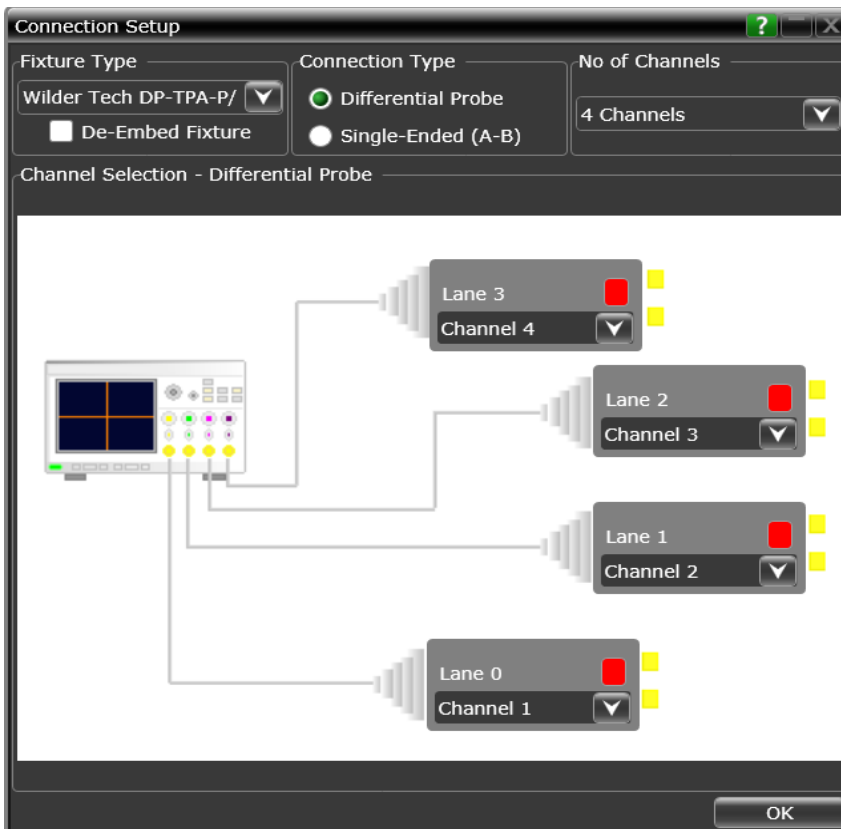 Connection Setup
?
X
Fixture Type
Connection Type
No of Channels
Wilder Tech DP-TPA-P/
De-Embed Fixture
Differential Probe
Single-Ended (A-B)
4 Channels
Channel Selection - Differential Probe
Lane 3
Channel 4
Lane 2
Channel 3
Lane 1
Channel 2
Lane 0
Channel 1
OK